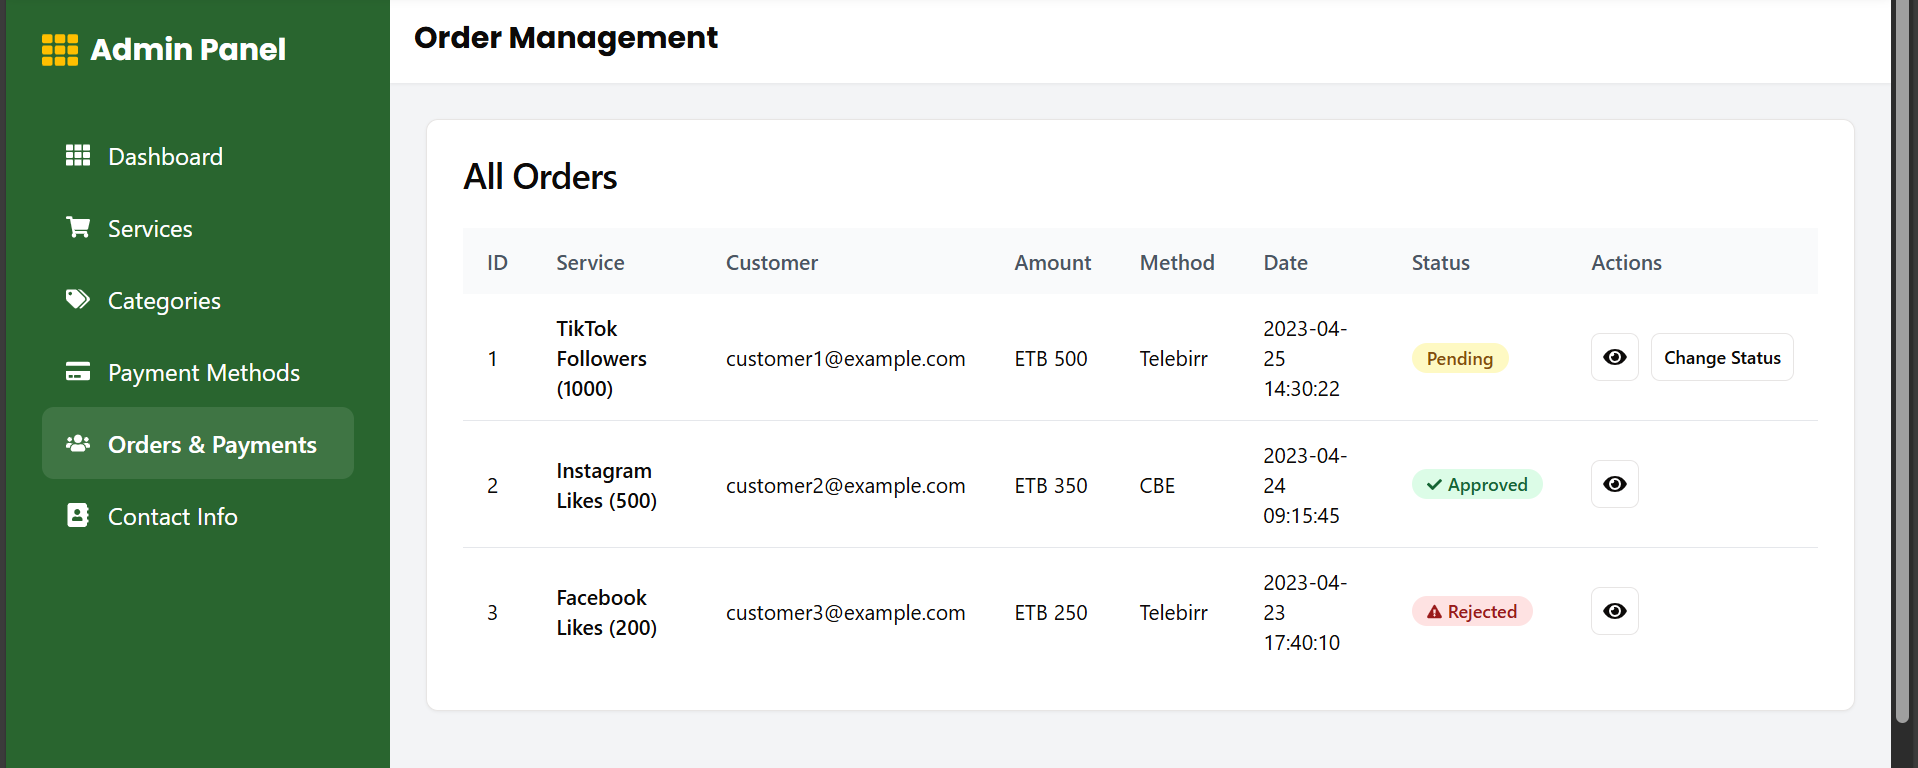 Admin Panel
Dashboard
Services
Categories
Payment Methods
Orders & Payments
Contact Info
Order Management
All Orders
ID Service Customer Amount Method Date Status Actions
1 TikTok Followers (1000) customer1@example.com ETB 500 Telebirr 2023-04-25 14:30:22 Pending Change Status
2 Instagram Likes (500) customer2@example.com ETB 350 CBE 2023-04-24 09:15:45 Approved
3 Facebook Likes (200) customer3@example.com ETB 250 Telebirr 2023-04-23 17:40:10 Rejected